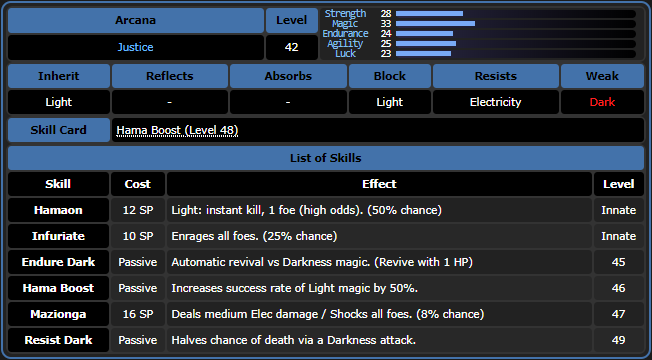 Arcana Level
Justice 42
Strength 28
Magic 33
Endurance 24
Agility 25
Luck 23
Inherit Reflects Absorbs Block Resists Weak
Light - - Light Electricity Dark
Skill Card Hama Boost (Level 48)
List of Skills
Skill Cost Effect Level
Hamaon 12 SP Light: instant kill, 1 foe (high odds). (50% chance) Innate
Infuriate 10 SP Enrages all foes. (25% chance) Innate
Endure Dark Passive Automatic revival vs Darkness magic. (Revive with 1 HP) 45
Hama Boost Passive Increases success rate of Light magic by 50%. 46
Mazionga 16 SP Deals medium Elec damage / Shocks all foes. (8% chance) 47
Resist Dark Passive Halves chance of death via a Darkness attack. 49